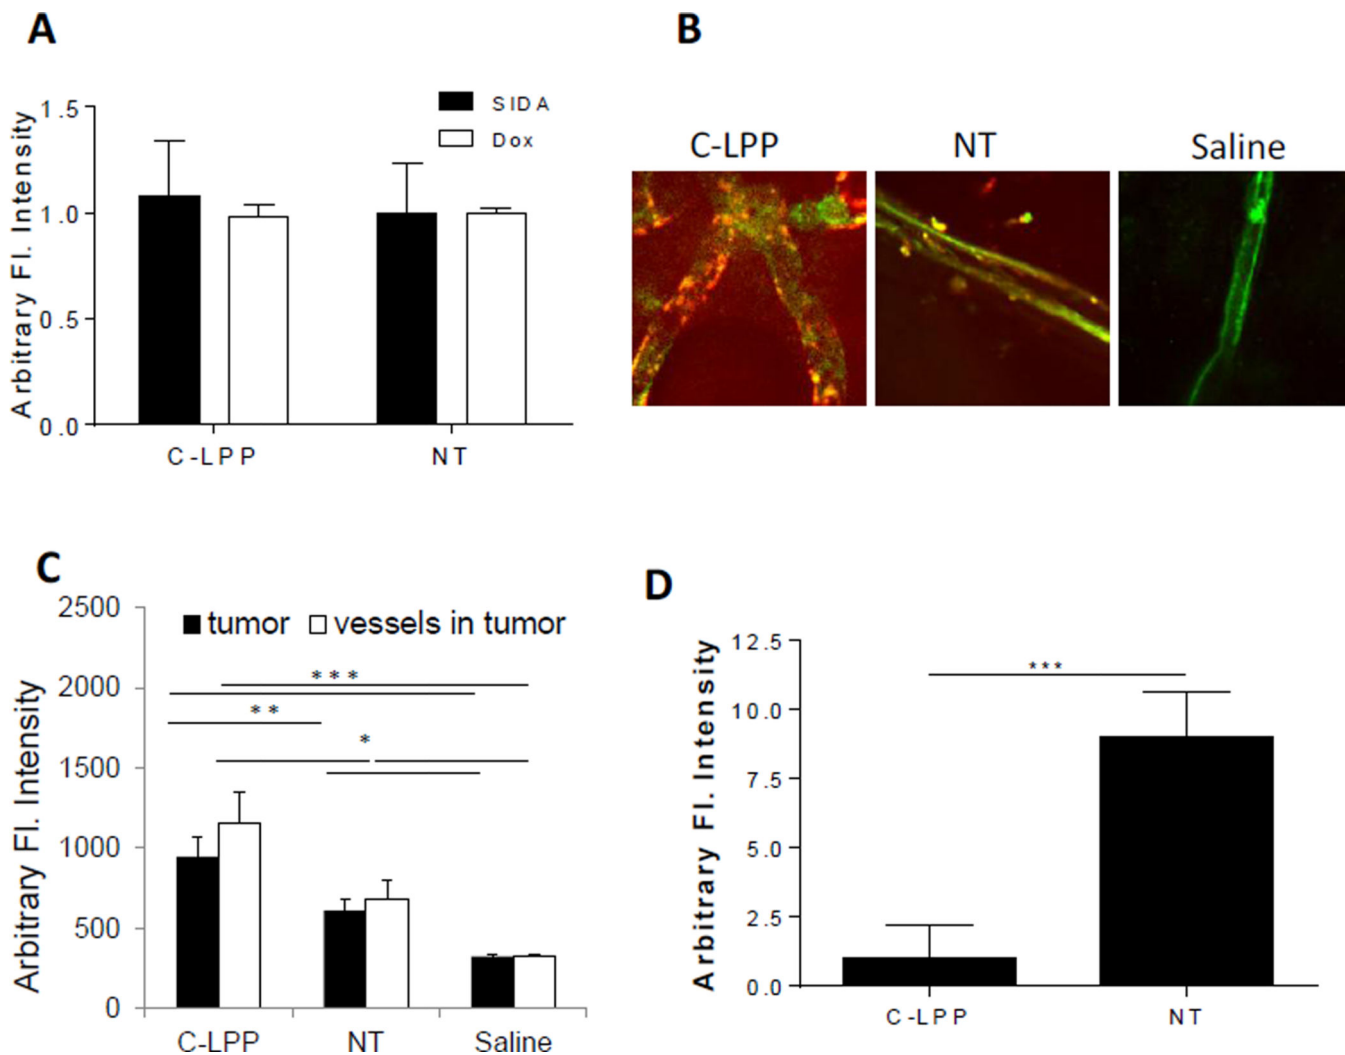 A
Arbitrary Fl. Intensity
1.5
1.0
0.5
0.0
SIDA
Dox
C-LPP
NT
B
C-LPP
NT
Saline
C
Arbitrary Fl. Intensity
2500
2000
1500
1000
500
0
tumor
vessels in tumor
***
**
*
C-LPP
NT
Saline
D
Arbitrary Fl. Intensity
12.5
10.0
7.5
5.0
2.5
0.0
***
C-LPP
NT